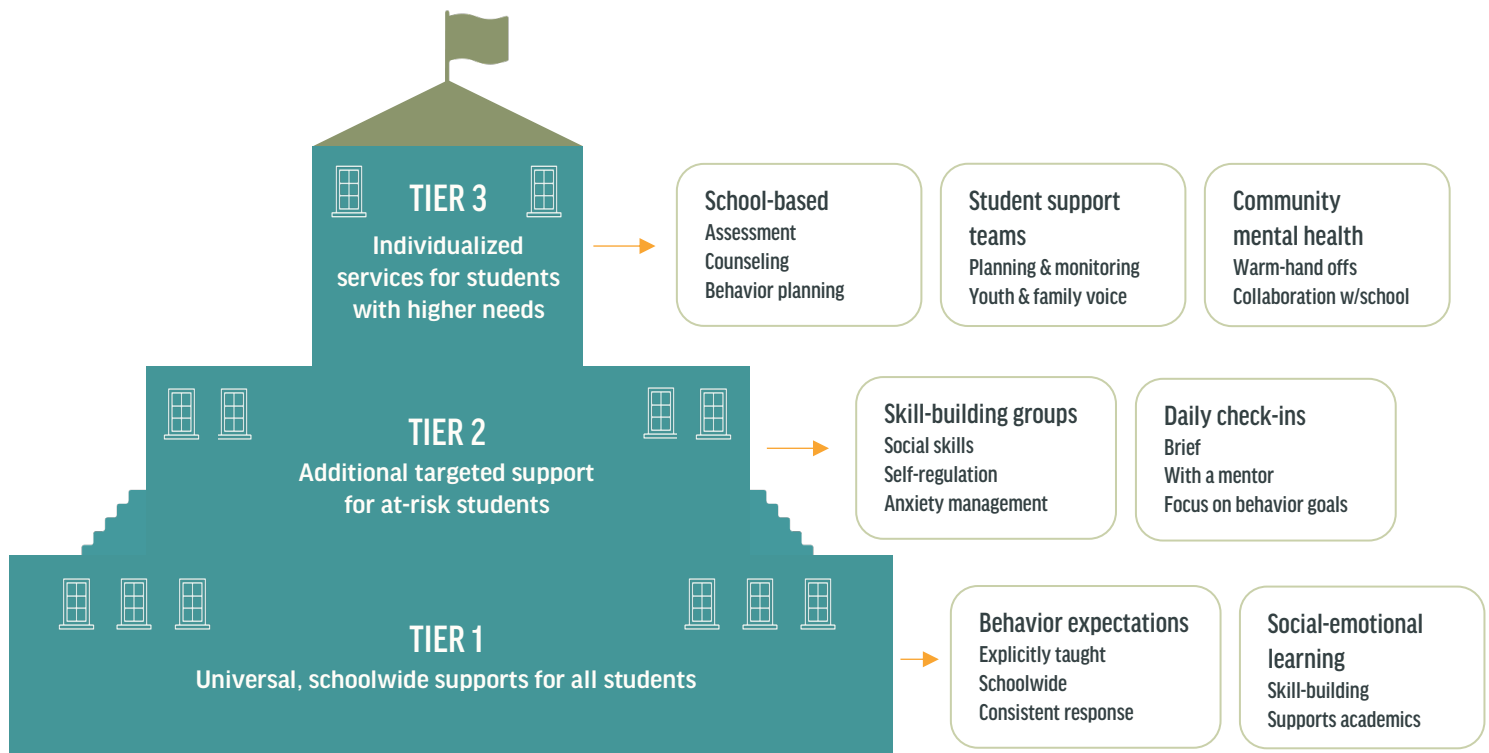 TIER 3
Individualized
services for students
with higher needs
School-based
Assessment
Counseling
Behavior planning
Student support
teams
Planning & monitoring
Youth & family voice
Community
mental health
Warm-hand offs
Collaboration w/school
TIER 2
Additional targeted support
for at-risk students
Skill-building groups
Social skills
Self-regulation
Anxiety management
Daily check-ins
Brief
With a mentor
Focus on behavior goals
TIER 1
Universal, schoolwide supports for all students
Behavior expectations
Explicitly taught
Schoolwide
Consistent response
Social-emotional
learning
Skill-building
Supports academics